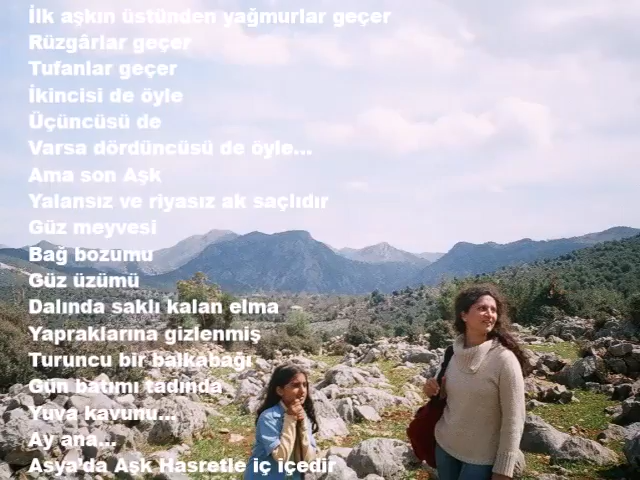 İlk aşkın üstünden yağmurlar geçer
Rüzgârlar geçer
Tufanlar geçer
İkincisi de öyle
Üçüncüsü de
Varsa dördüncüsü de öyle...
Ama son Aşk
Yalansız ve riyasız ak saçlıdır
Güz meyvesi
Bağ bozumu
Güz üzümü
Dalında saklı kalan elma
Yapraklarına gizlenmiş
Turuncu bir balkabağı
Gün batımı tadında
Yuva kavunu...
Ay ana...
Asya'da Aşk Hasretle iç içedir